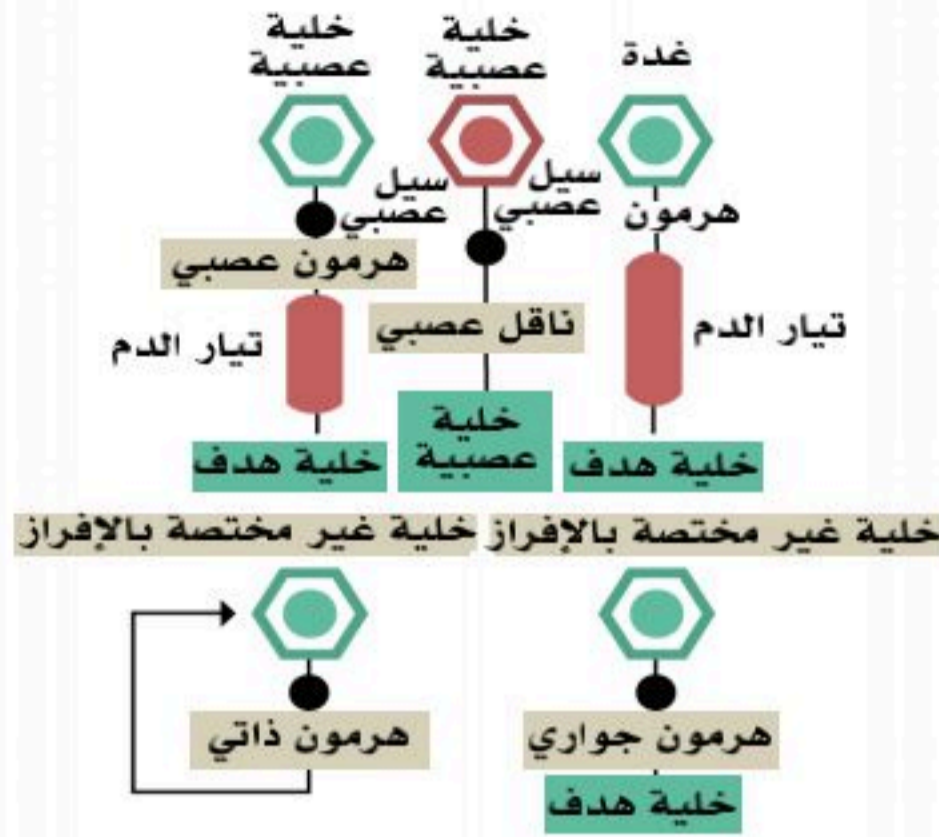 غدة
خلية
عصبية
خلية
عصبية
هرمون
سيل
عصبي
سيل
عصبي
هرمون عصبي
تيار الدم
ناقل عصبي
تيار الدم
خلية هدف
خلية
عصبية
خلية هدف
خلية غير مختصة بالإفراز
خلية غير مختصة بالإفراز
هرمون جواري
هرمون ذاتي
خلية هدف